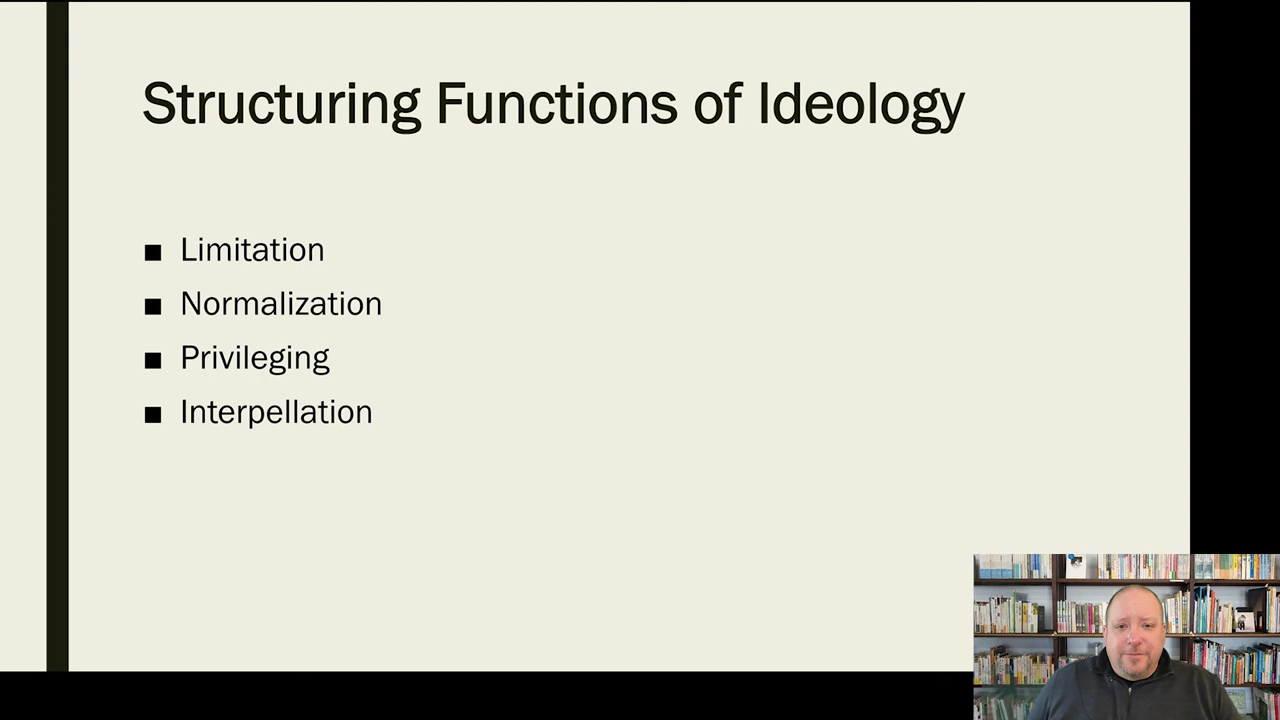 Structuring Functions of Ideology
■ Limitation
■ Normalization
■ Privileging
■ Interpellation